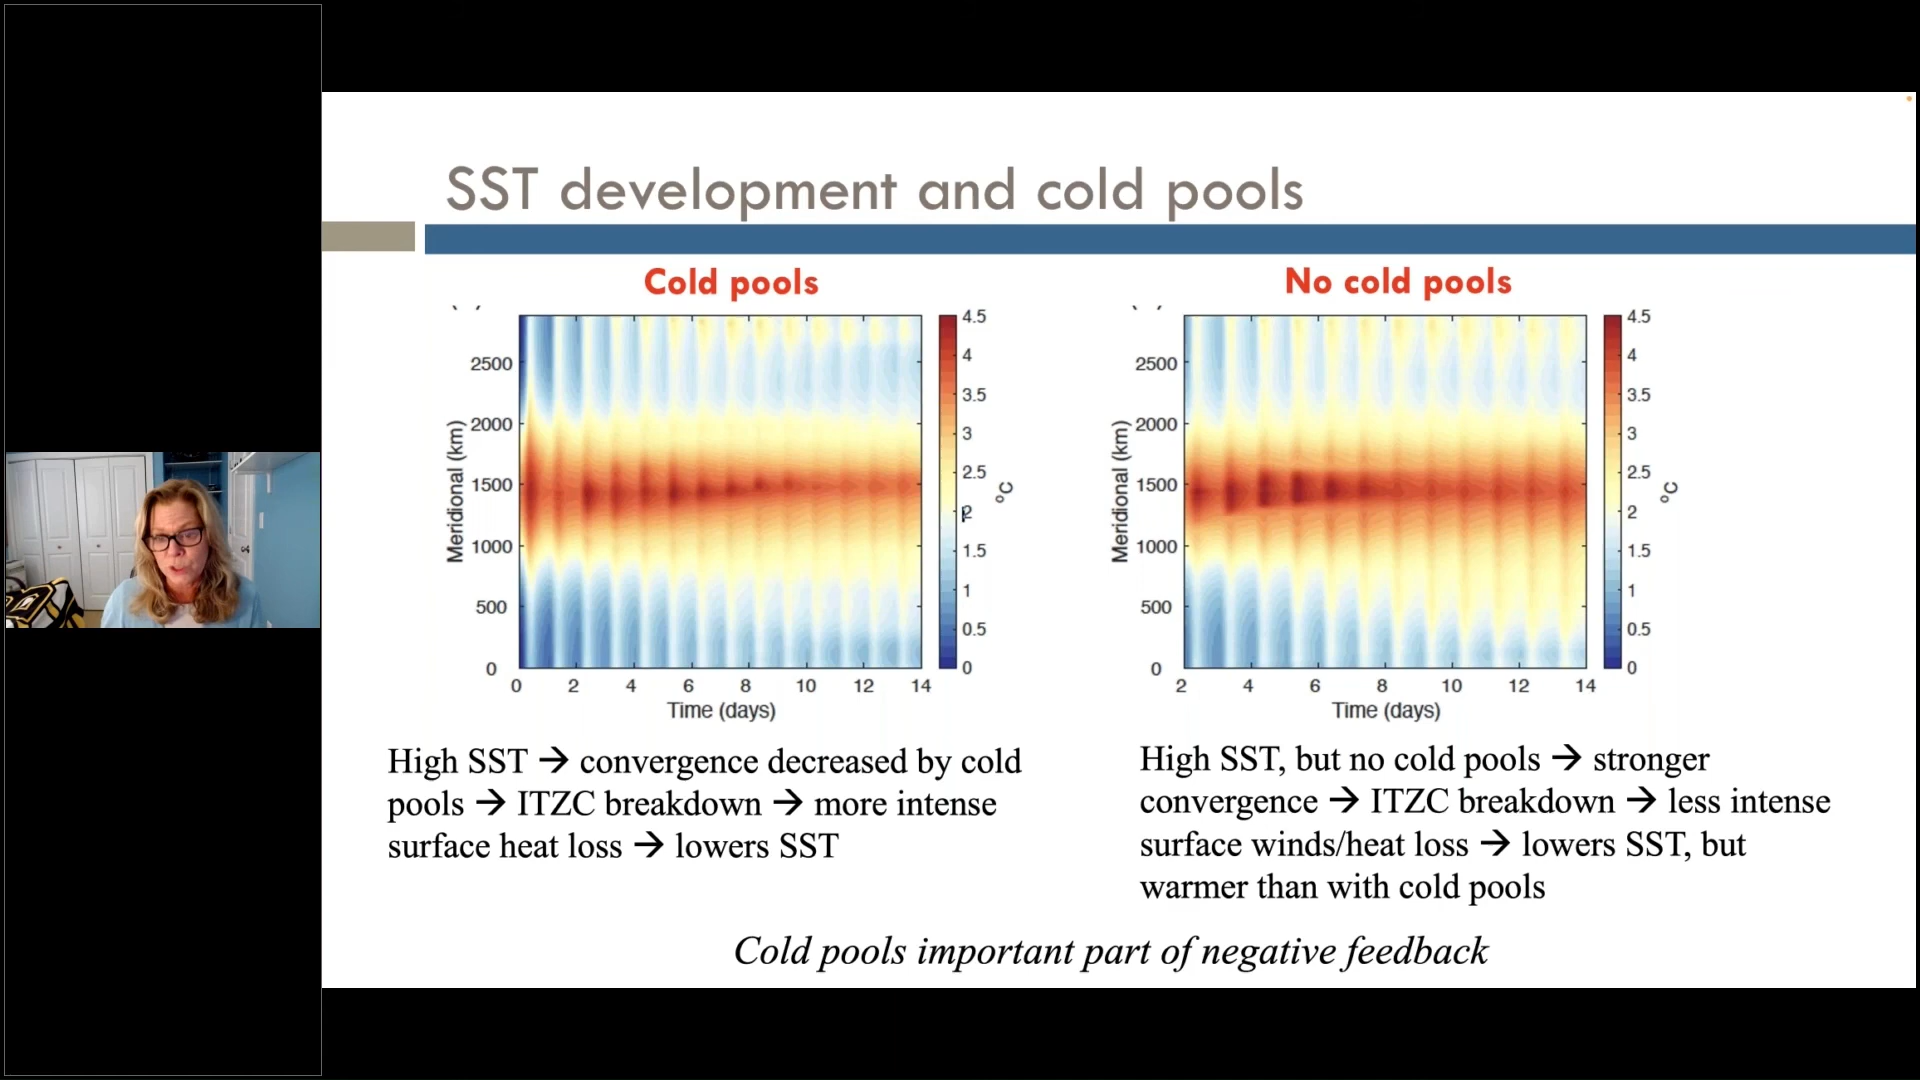 SST development and cold pools
Cold pools
No cold pools
4.5
4
3.5
3
2.5
2
1.5
1
0.5
0
°C
Meridional (km)
2500
2000
1500
1000
500
0
0 2 4 6 8 10 12 14
Time (days)
4.5
4
3.5
3
2.5
2
1.5
1
0.5
0
°C
Meridional (km)
2500
2000
1500
1000
500
0
2 4 6 8 10 12 14
Time (days)
High SST → convergence decreased by cold
pools → ITZC breakdown → more intense
surface heat loss → lowers SST
High SST, but no cold pools → stronger
convergence → ITZC breakdown → less intense
surface winds/heat loss → lowers SST, but
warmer than with cold pools
Cold pools important part of negative feedback